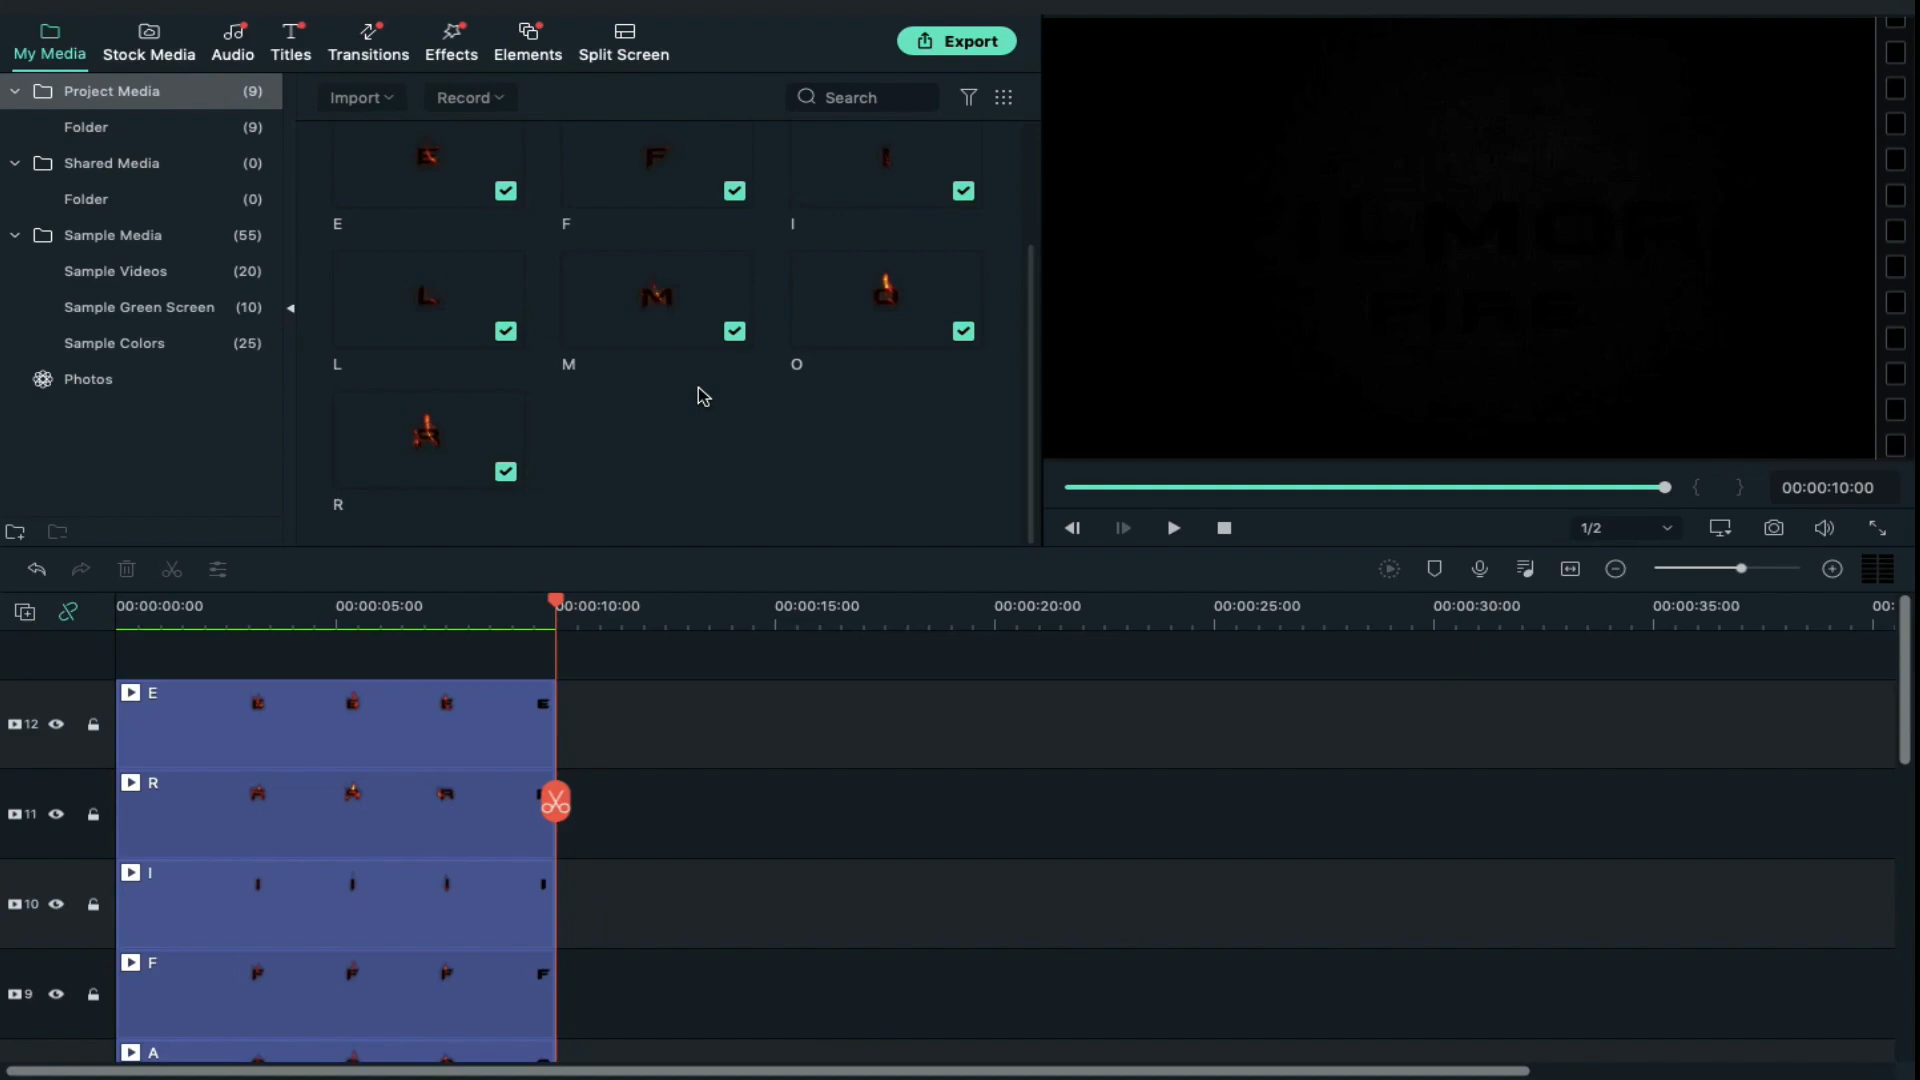 My Media Stock Media Audio Titles Transitions Effects Elements Split Screen Export
Project Media (9)
Folder (9)
Shared Media (0)
Folder (0)
Sample Media (55)
Sample Videos (20)
Sample Green Screen (10)
Sample Colors (25)
Photos
Import Record Search
E F I
L M O
R
ILMOF
FIRE
00:00:10:00
1/2
00:00:00:00 00:00:05:00 00:00:10:00 00:00:15:00 00:00:20:00 00:00:25:00 00:00:30:00 00:00:35:00 00:
12 E
11 R
10 I
9 F
A